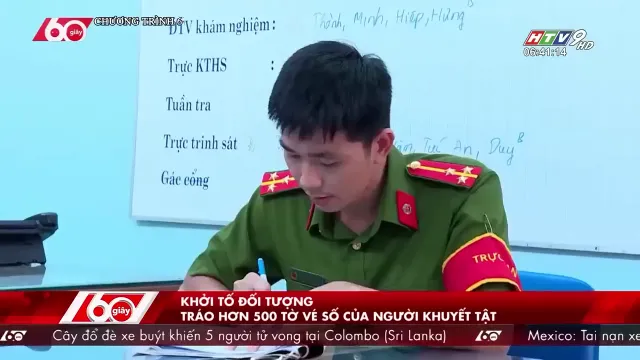 CHƯƠNG TRÌNH 6
60 giây
HTV9 HD
06:41:14
ĐTV khám nghiệm :
Thành, Minh, Hiệp, Hùng
Trực KTHS :
Tuần tra
Trực trinh sát
Tú, An, Duy
Gác cổng
TRỰC
60 giây
KHỞI TỐ ĐỐI TƯỢNG
TRÁO HƠN 500 TỜ VÉ SỐ CỦA NGƯỜI KHUYẾT TẬT
60 giây
Cây đổ đè xe buýt khiến 5 người tử vong tại Colombo (Sri Lanka)
Mexico: Tai nạn xe